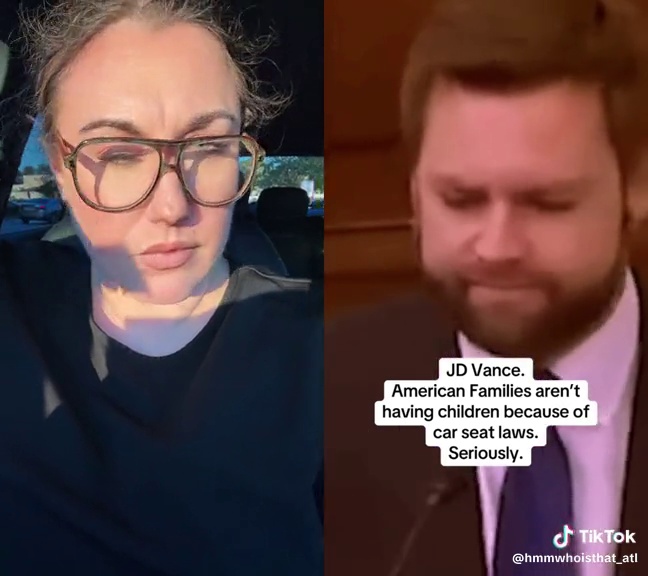 JD Vance.
American Families aren't
having children because of
car seat laws.
Seriously.
TikTok
@hmmwhoisthat_atl